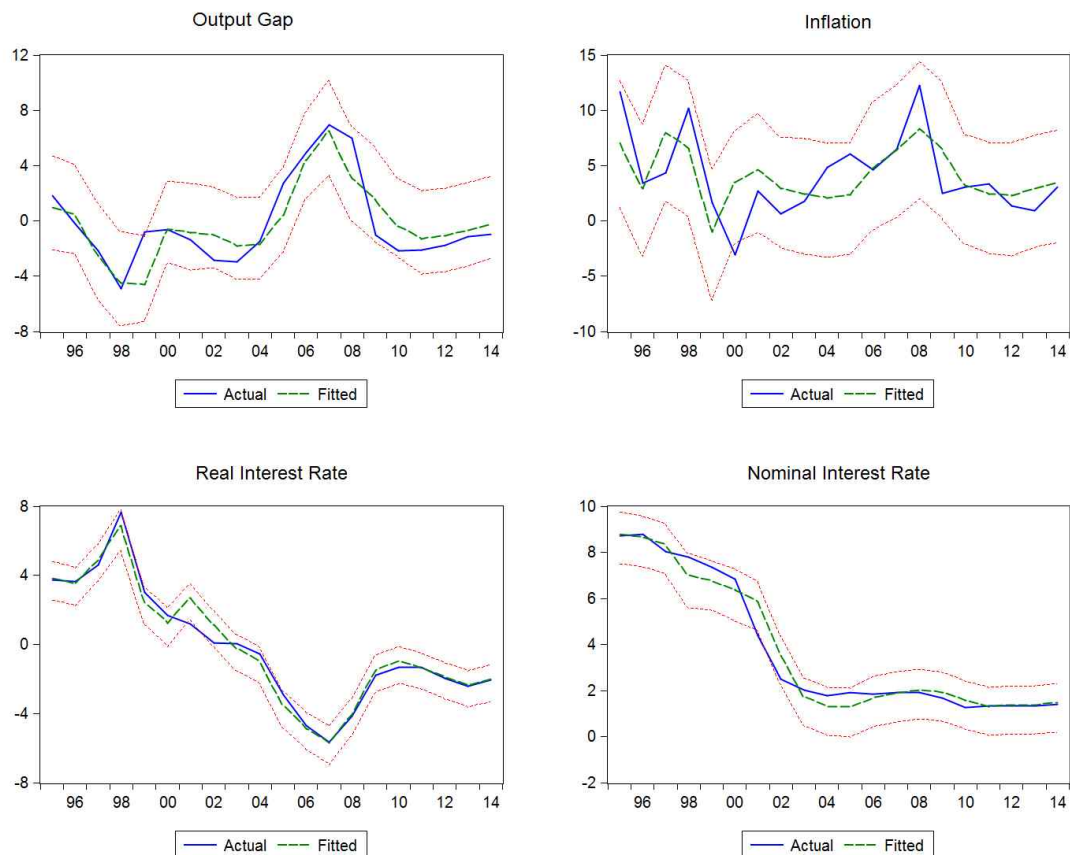 Output Gap
12
8
4
0
-4
-8
96 98 00 02 04 06 08 10 12 14
Actual Fitted
Inflation
15
10
5
0
-5
-10
96 98 00 02 04 06 08 10 12 14
Actual Fitted
Real Interest Rate
8
4
0
-4
-8
96 98 00 02 04 06 08 10 12 14
Actual Fitted
Nominal Interest Rate
10
8
6
4
2
0
-2
96 98 00 02 04 06 08 10 12 14
Actual Fitted